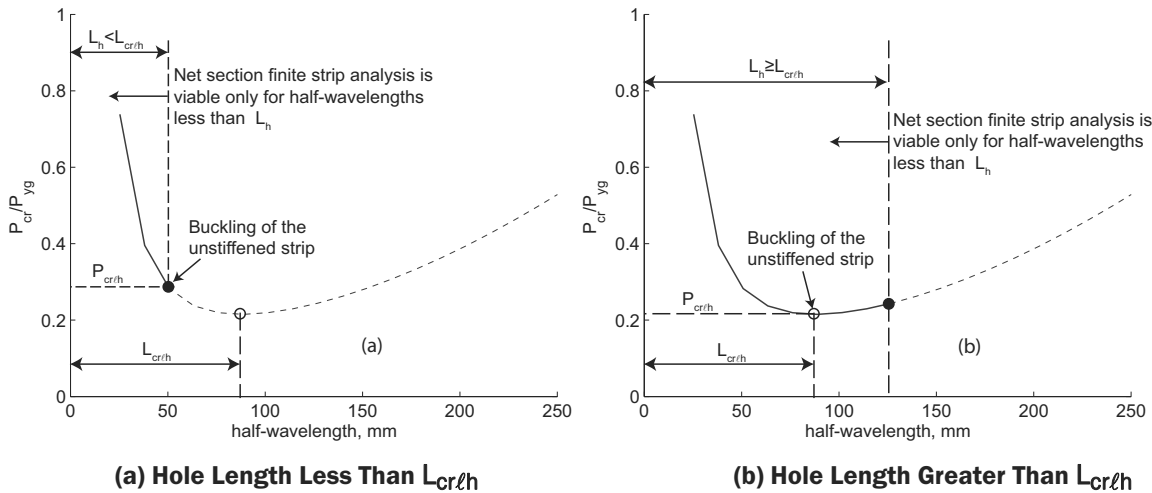 1
0.8
0.6
0.4
0.2
0
P_cr/P_yg
L_h<L_crℓh
Net section finite strip analysis is
viable only for half-wavelengths
less than L_h
Buckling of the
unstiffened strip
P_crℓh
L_crℓh
(a)
0 50 100 150 200 250
half-wavelength, mm
(a) Hole Length Less Than L_crℓh
1
0.8
0.6
0.4
0.2
0
P_cr/P_yg
L_h≥L_crℓh
Net section finite strip analysis is
viable only for half-wavelengths
less than L_h
Buckling of the
unstiffened strip
P_crℓh
L_crℓh
(b)
0 50 100 150 200 250
half-wavelength, mm
(b) Hole Length Greater Than L_crℓh